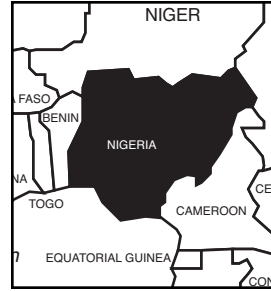 NIGER
A FASO
BENIN
NIGERIA
NA
TOGO
CAMEROON
CE
n
EQUATORIAL GUINEA
CON